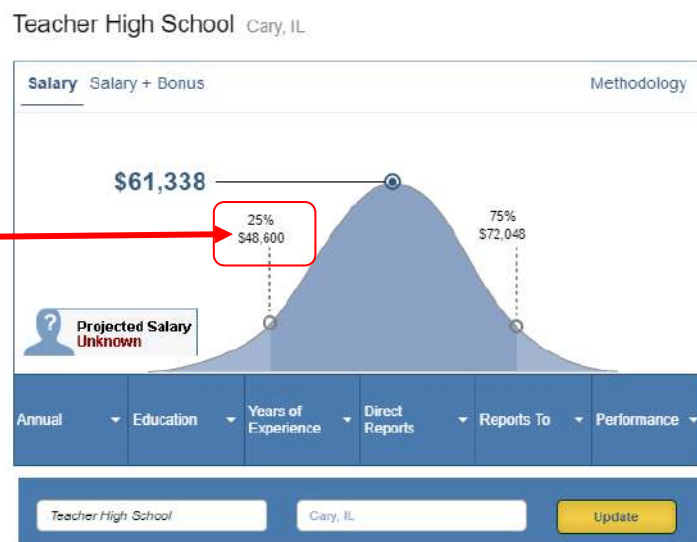 Teacher High School Cary, IL
Salary Salary + Bonus Methodology
$61,338
25%
$48,600
75%
$72,048
?
Projected Salary
Unknown
Annual Education Years of Experience Direct Reports Reports To Performance
Teacher High School Cary, IL Update